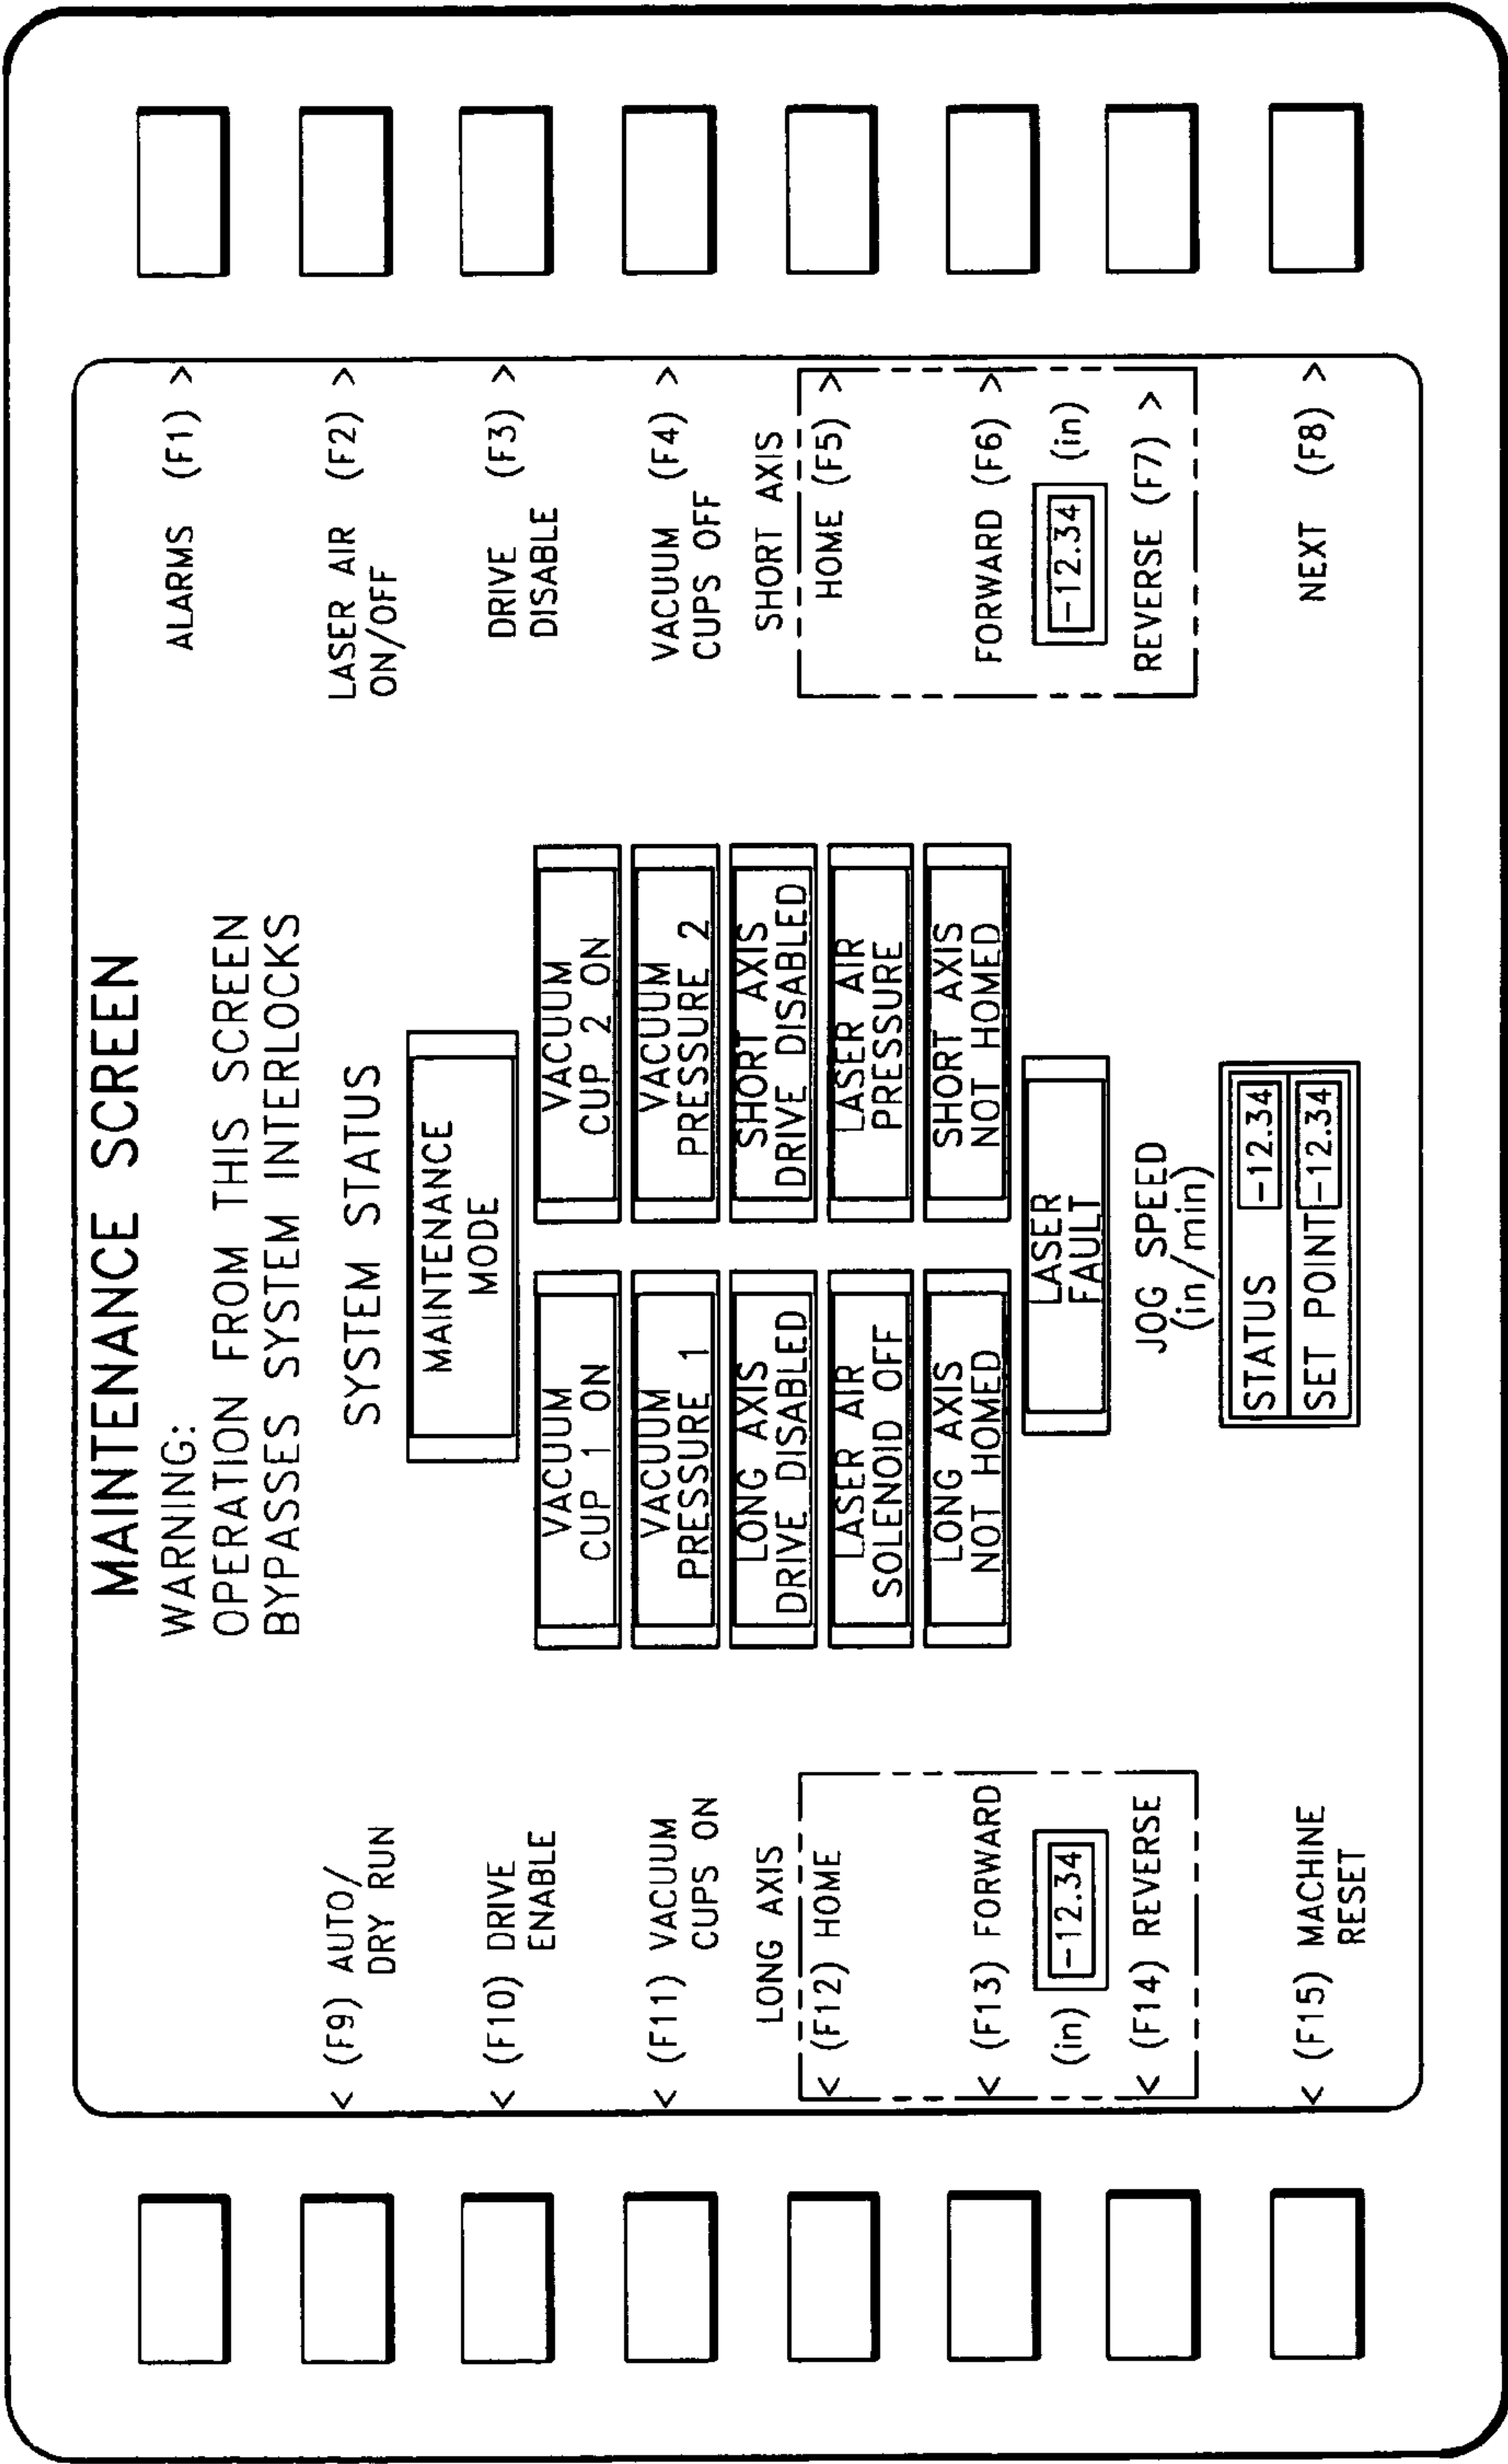 MAINTENANCE SCREEN
WARNING:
OPERATION FROM THIS SCREEN
BYPASSES SYSTEM INTERLOCKS
SYSTEM STATUS
MAINTENANCE
MODE
< (F9) AUTO/
DRY RUN
< (F10) DRIVE
ENABLE
< (F11) VACUUM
CUPS ON
LONG AXIS
< (F12) HOME
< (F13) FORWARD
(in) -12.34
< (F14) REVERSE
< (F15) MACHINE
RESET
VACUUM
CUP 1 ON
VACUUM
CUP 2 ON
VACUUM
PRESSURE 1
VACUUM
PRESSURE 2
LONG AXIS
DRIVE DISABLED
SHORT AXIS
DRIVE DISABLED
LASER AIR
SOLENOID OFF
LASER AIR
PRESSURE
LONG AXIS
NOT HOMED
SHORT AXIS
NOT HOMED
LASER
FAULT
JOG SPEED
(in/min)
STATUS -12.34
SET POINT -12.34
ALARMS (F1) >
LASER AIR (F2) >
ON/OFF
DRIVE (F3) >
DISABLE
VACUUM (F4) >
CUPS OFF
SHORT AXIS
HOME (F5) >
FORWARD (F6) >
-12.34 (in)
REVERSE (F7) >
NEXT (F8) >